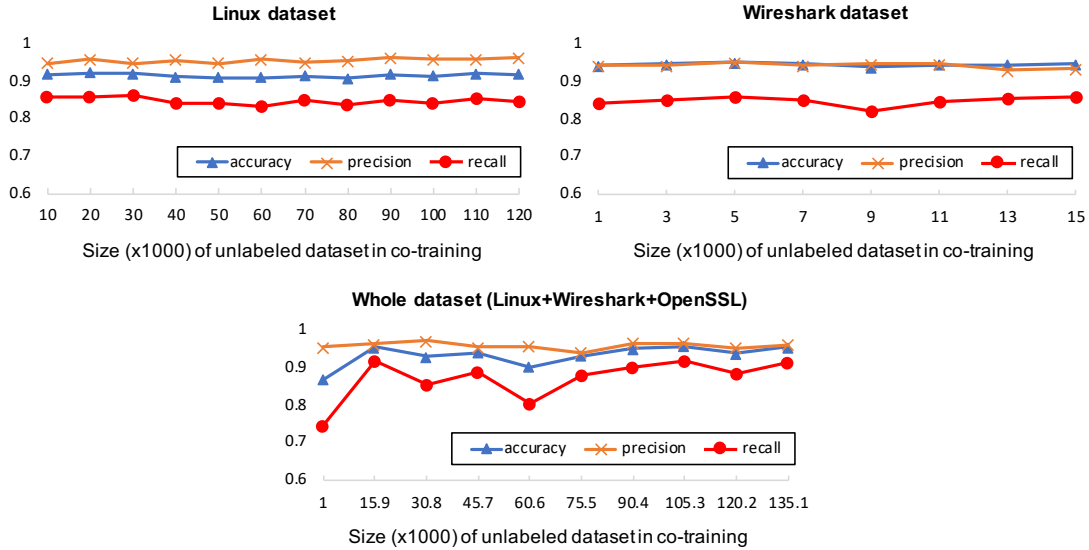 Linux dataset
1
0.9
0.8
0.7
0.6
accuracy precision recall
10 20 30 40 50 60 70 80 90 100 110 120
Size (x1000) of unlabeled dataset in co-training
Wireshark dataset
1
0.9
0.8
0.7
0.6
accuracy precision recall
1 3 5 7 9 11 13 15
Size (x1000) of unlabeled dataset in co-training
Whole dataset (Linux+Wireshark+OpenSSL)
1
0.9
0.8
0.7
0.6
accuracy precision recall
1 15.9 30.8 45.7 60.6 75.5 90.4 105.3 120.2 135.1
Size (x1000) of unlabeled dataset in co-training